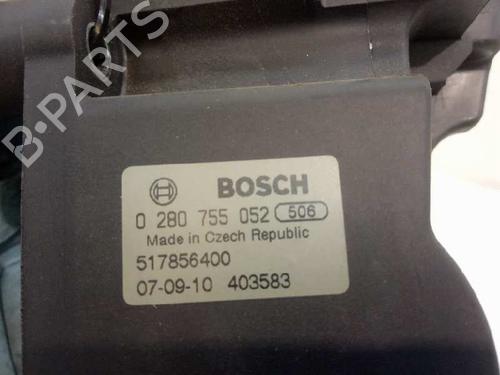 B-PARTS
BOSCH
0 280 755 052 506
Made in Czech Republic
517856400
07-09-10 403583